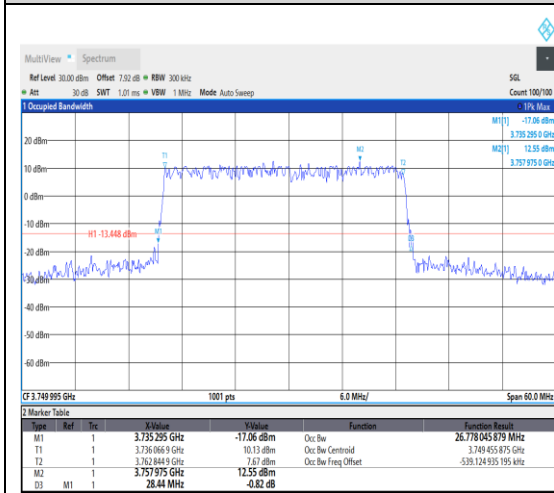 MultiView Spectrum
Ref Level 30.00 dBm Offset 7.92 dB RBW 300 kHz SGL
Att 30 dB SWT 1.01 ms VBW 1 MHz Mode Auto Sweep Count 100/100
1 Occupied Bandwidth 1Pk Max
M1[1] -17.06 dBm
3.735 295 0 GHz
M2[1] 12.55 dBm
3.757 975 0 GHz
20 dBm
10 dBm
0 dBm
-10 dBm
-20 dBm
-30 dBm
-40 dBm
-50 dBm
-60 dBm
T1
M2
T2
H1 -13.448 dBm
M1
D3
CF 3.749 995 GHz 1001 pts 6.0 MHz/ Span 60.0 MHz
2 Marker Table
Type Ref Trc X-Value Y-Value Function Function Result
M1 1 3.735 295 GHz -17.06 dBm Occ Bw 26.778 045 879 MHz
T1 1 3.736 066 9 GHz 10.13 dBm Occ Bw Centroid 3.749 455 875 GHz
T2 1 3.762 844 9 GHz 7.67 dBm Occ Bw Freq Offset -539.124 935 195 kHz
M2 1 3.757 975 GHz 12.55 dBm
D3 M1 1 28.44 MHz -0.82 dB